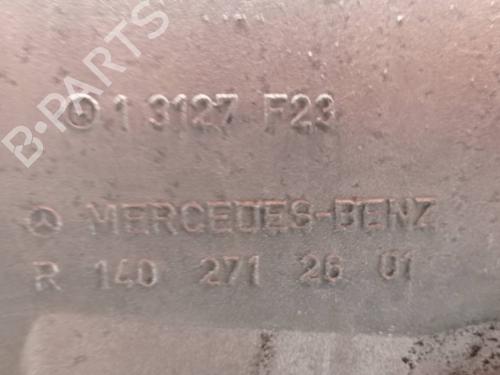 B-PARTS
1 3127 F23
MERCEDES-BENZ
R 140 271 26 01